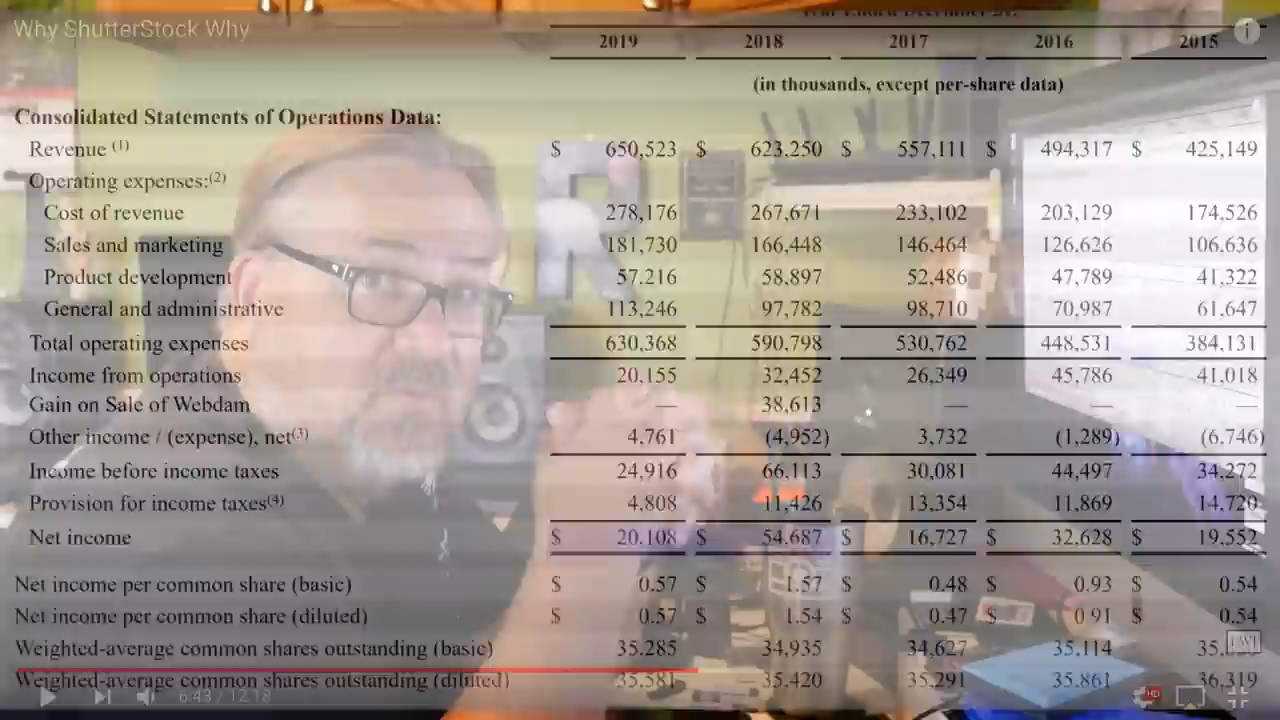 Why ShutterStock Why
2019 2018 2017 2016 2015
(in thousands, except per-share data)
Consolidated Statements of Operations Data:
Revenue (1) $ 650,523 $ 623,250 $ 557,111 $ 494,317 $ 425,149
Operating expenses:(2)
Cost of revenue 278,176 267,671 233,102 203,129 174,526
Sales and marketing 181,730 166,448 146,464 126,626 106,636
Product development 57,216 58,897 52,486 47,789 41,322
General and administrative 113,246 97,782 98,710 70,987 61,647
Total operating expenses 630,368 590,798 530,762 448,531 384,131
Income from operations 20,155 32,452 26,349 45,786 41,018
Gain on Sale of Webdam — 38,613 — — —
Other income / (expense), net(3) 4,761 (4,952) 3,732 (1,289) (6,746)
Income before income taxes 24,916 66,113 30,081 44,497 34,272
Provision for income taxes(4) 4,808 11,426 13,354 11,869 14,720
Net income $ 20,108 $ 54,687 $ 16,727 $ 32,628 $ 19,552
Net income per common share (basic) $ 0.57 $ 1.57 $ 0.48 $ 0.93 $ 0.54
Net income per common share (diluted) $ 0.57 $ 1.54 $ 0.47 $ 0.91 $ 0.54
Weighted-average common shares outstanding (basic) 35,285 34,935 34,627 35,114
Weighted-average common shares outstanding (diluted) 35,581 35,420 35,291 35,861 36,319
6:43 / 12:18
HD
R